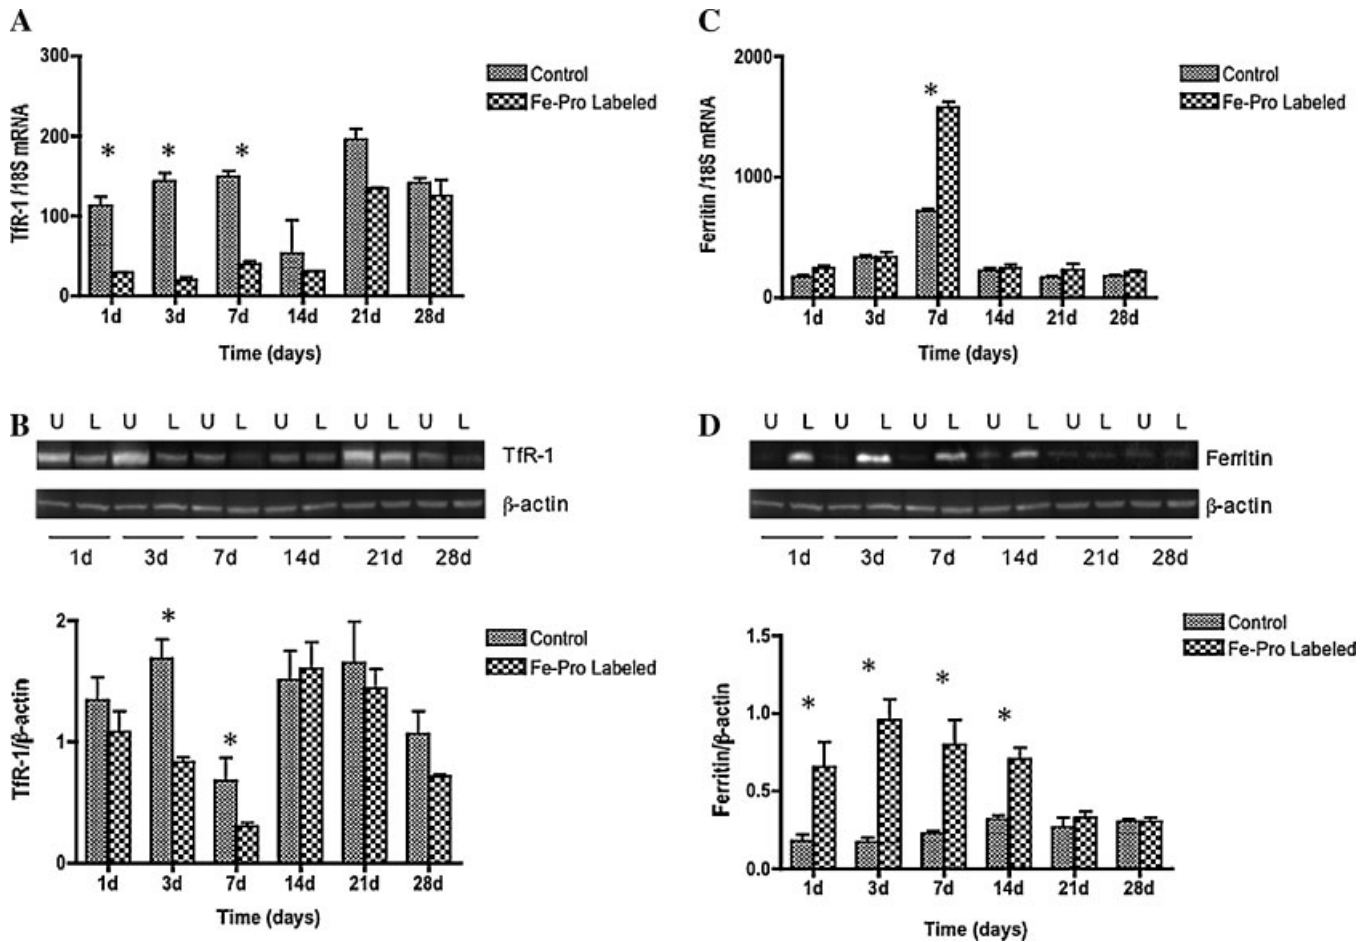 A
TfR-1 /18S mRNA
300
200
100
0
* * *
1d 3d 7d 14d 21d 28d
Time (days)
Control
Fe-Pro Labeled
C
Ferritin /18S mRNA
2000
1000
0
*
1d 3d 7d 14d 21d 28d
Time (days)
Control
Fe-Pro Labeled
B
U L U L U L U L U L U L
TfR-1
β-actin
1d 3d 7d 14d 21d 28d
TfR-1/β-actin
2
1
0
* *
1d 3d 7d 14d 21d 28d
Time (days)
Control
Fe-Pro Labeled
D
U L U L U L U L U L U L
Ferritin
β-actin
1d 3d 7d 14d 21d 28d
Ferritin/β-actin
1.5
1.0
0.5
0.0
* * * *
1d 3d 7d 14d 21d 28d
Time (days)
Control
Fe-Pro Labeled